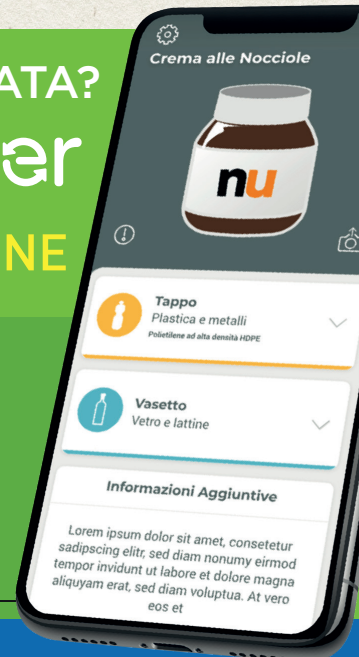 ATA?
er
NE
Crema alle Nocciole
nu
Tappo
Plastica e metalli
Polietilene ad alta densità HDPE
Vasetto
Vetro e lattine
Informazioni Aggiuntive
Lorem ipsum dolor sit amet, consetetur
sadipscing elitr, sed diam nonumy eirmod
tempor invidunt ut labore et dolore magna
aliquyam erat, sed diam voluptua. At vero
eos et